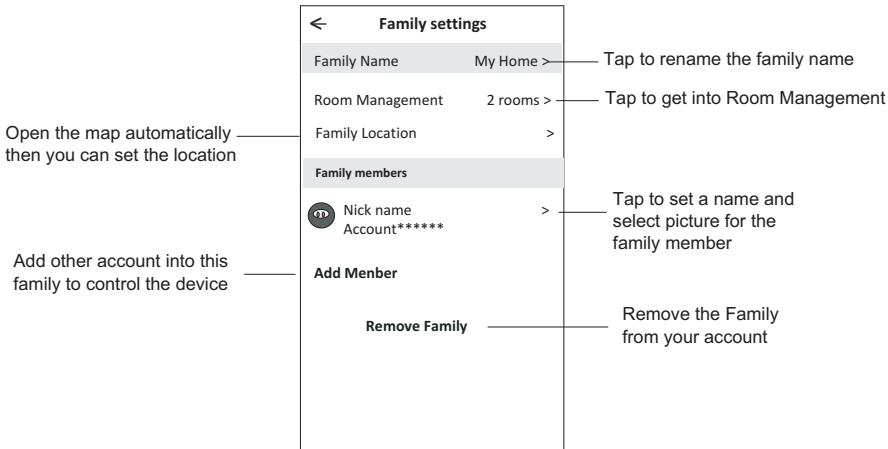 ← Family settings
Family Name My Home >
Tap to rename the family name
Room Management 2 rooms >
Tap to get into Room Management
Open the map automatically
then you can set the location
Family Location >
Family members
Nick name >
Account******
Tap to set a name and
select picture for the
family member
Add other account into this
family to control the device
Add Menber
Remove Family
Remove the Family
from your account